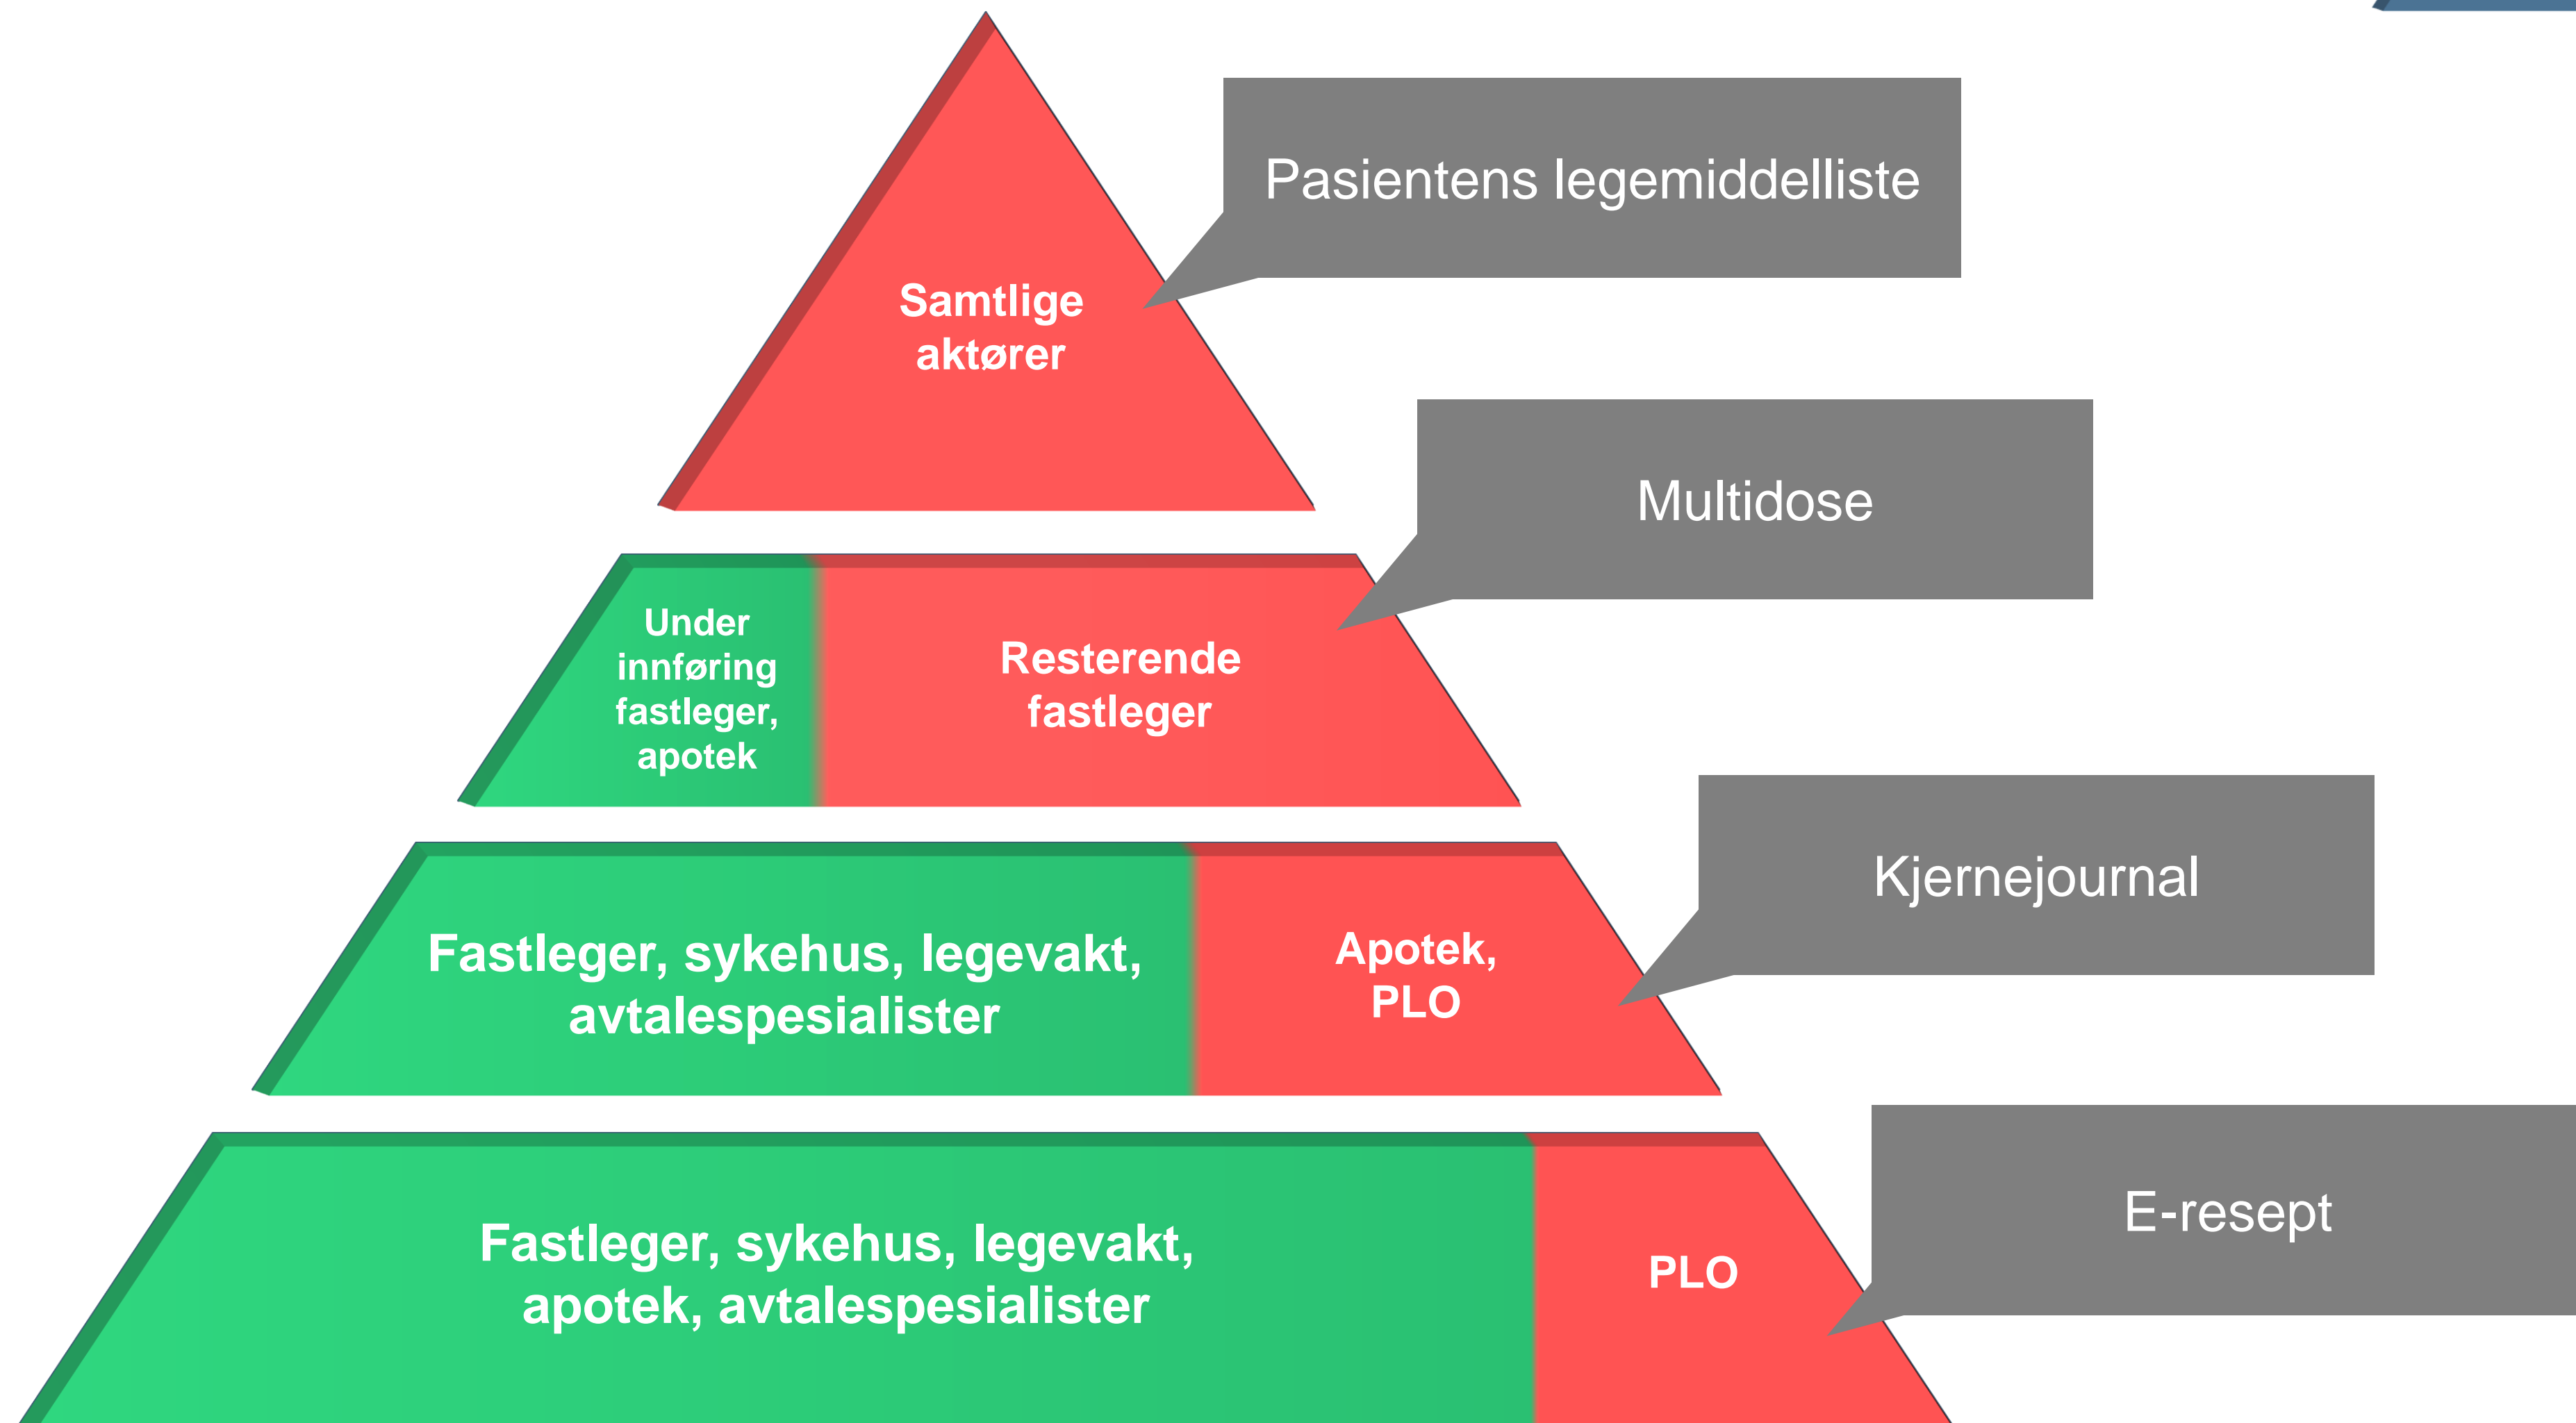 Pasientens legemiddelliste
Samtlige
aktører
Multidose
Under
innføring
fastleger,
apotek
Resterende
fastleger
Kjernejournal
Fastleger, sykehus, legevakt,
avtalespesialister
Apotek,
PLO
E-resept
Fastleger, sykehus, legevakt,
apotek, avtalespesialister
PLO